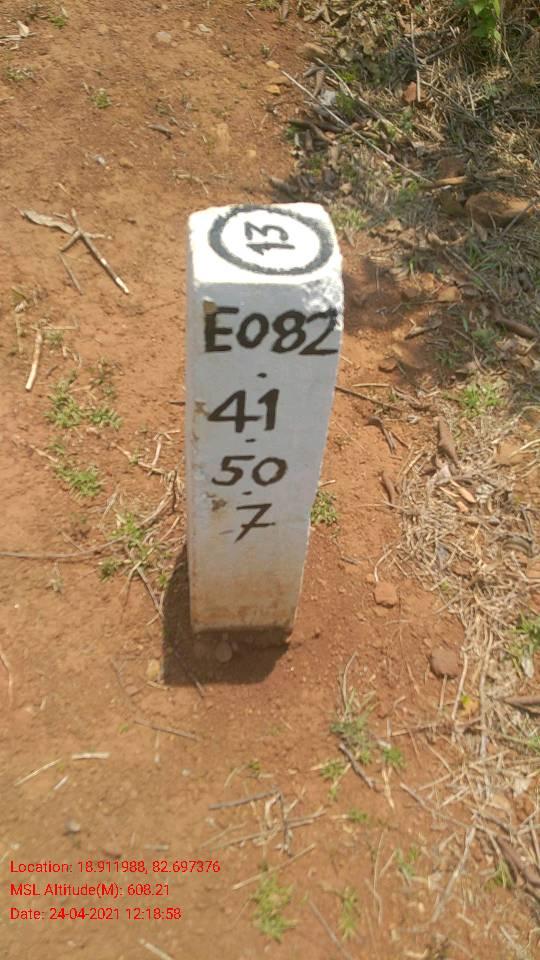 13
E082
.
41
.
50
.
7
Location: 18.911988, 82.697376
MSL Altitude(M): 608.21
Date: 24-04-2021 12:18:58